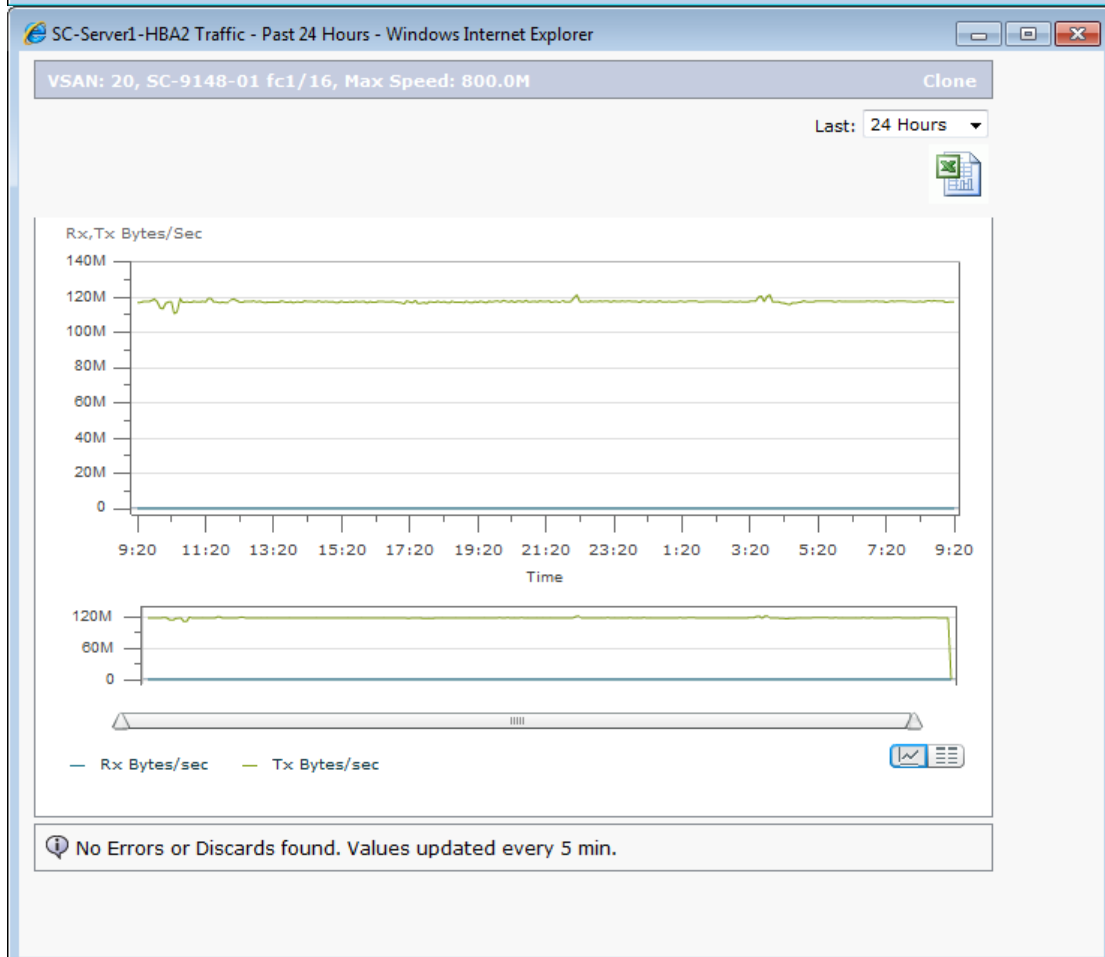 SC-Server1-HBA2 Traffic - Past 24 Hours - Windows Internet Explorer
VSAN: 20, SC-9148-01 fc1/16, Max Speed: 800.0M Clone
Last: 24 Hours
Rx,Tx Bytes/Sec
140M
120M
100M
80M
60M
40M
20M
0
9:20 11:20 13:20 15:20 17:20 19:20 21:20 23:20 1:20 3:20 5:20 7:20 9:20
Time
120M
60M
0
Rx Bytes/sec Tx Bytes/sec
No Errors or Discards found. Values updated every 5 min.